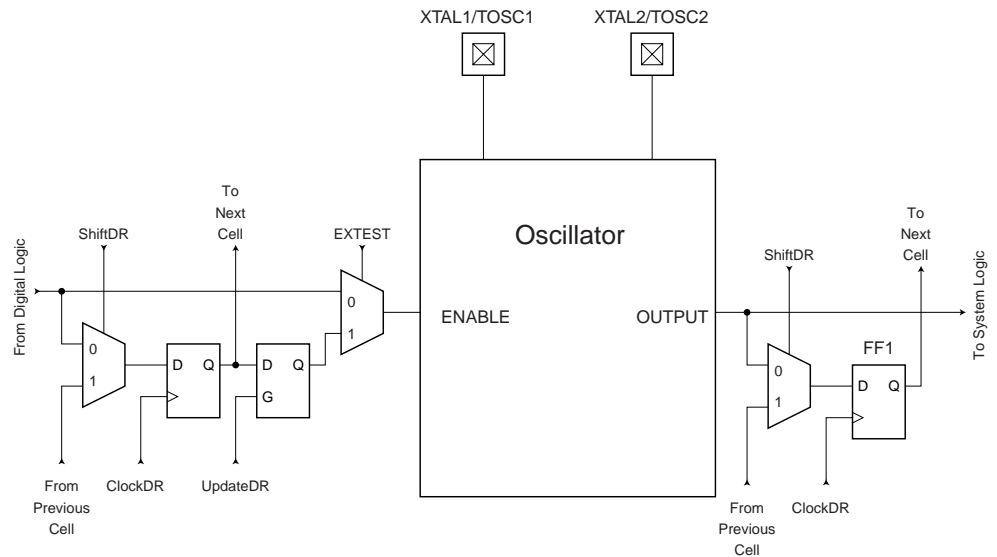 XTAL1/TOSC1
XTAL2/TOSC2
From Digital Logic
ShiftDR
To
Next
Cell
EXTEST
0
1
0
1
D
Q
D
Q
G
From
Previous
Cell
ClockDR
UpdateDR
Oscillator
ENABLE
OUTPUT
ShiftDR
To
Next
Cell
To System Logic
FF1
0
1
D
Q
From
Previous
Cell
ClockDR